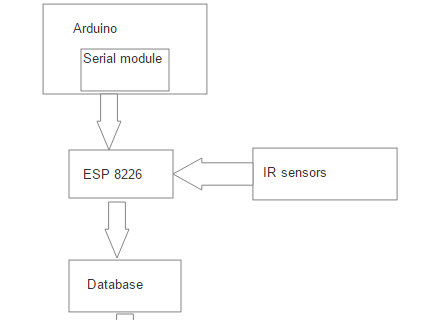 Arduino
Serial module
ESP 8226
IR sensors
Database